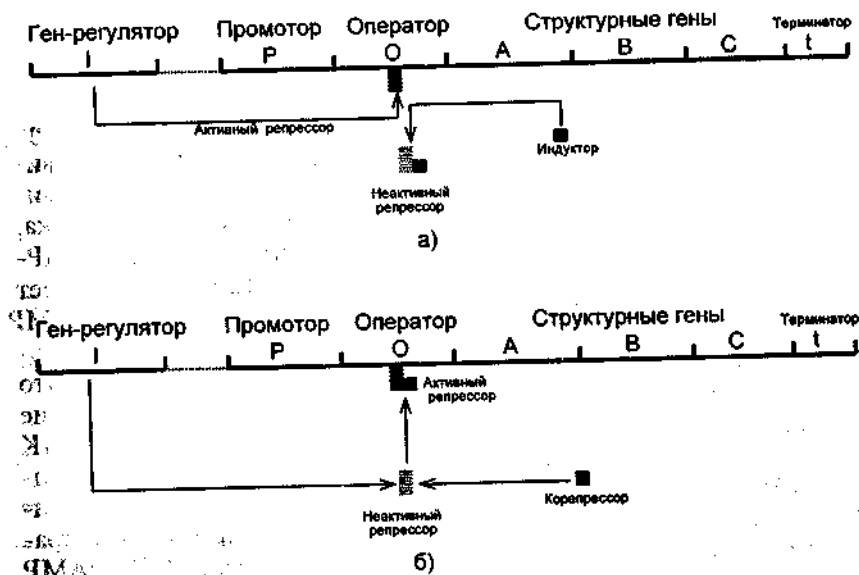 Ген-регулятор Промотор Оператор Структурные гены Терминатор
I P O A B C t
Активный репрессор
Индуктор
Неактивный
репрессор
а)
Ген-регулятор Промотор Оператор Структурные гены Терминатор
I P O A B C t
Активный
репрессор
Корепрессор
Неактивный
репрессор
б)